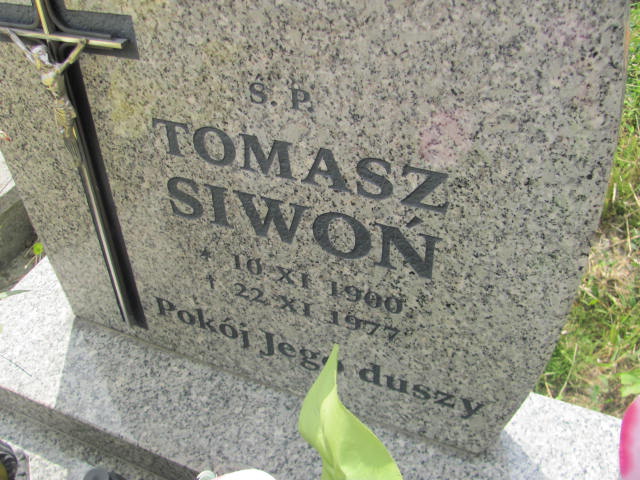 Ś. P.
TOMASZ
SIWOŃ
* 10 XI 1900
† 22 XI 1977
Pokój Jego duszy